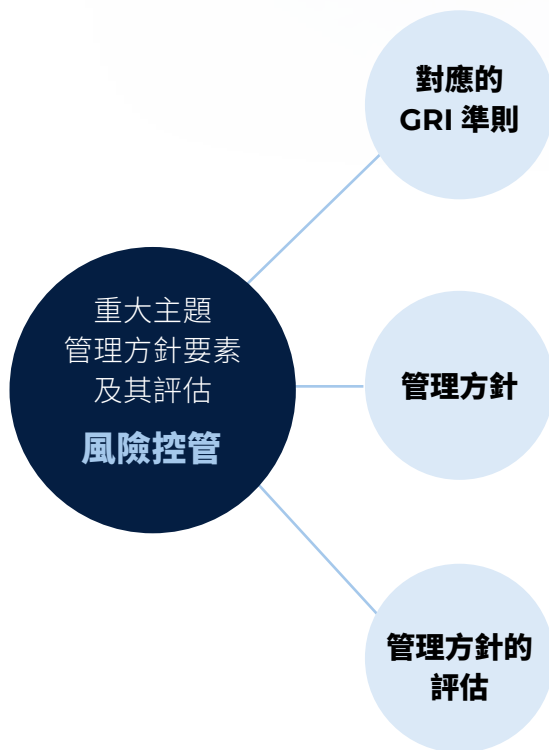 對應的
GRI 準則
重大主題
管理方針要素
及其評估
風險控管
管理方針
管理方針的
評估